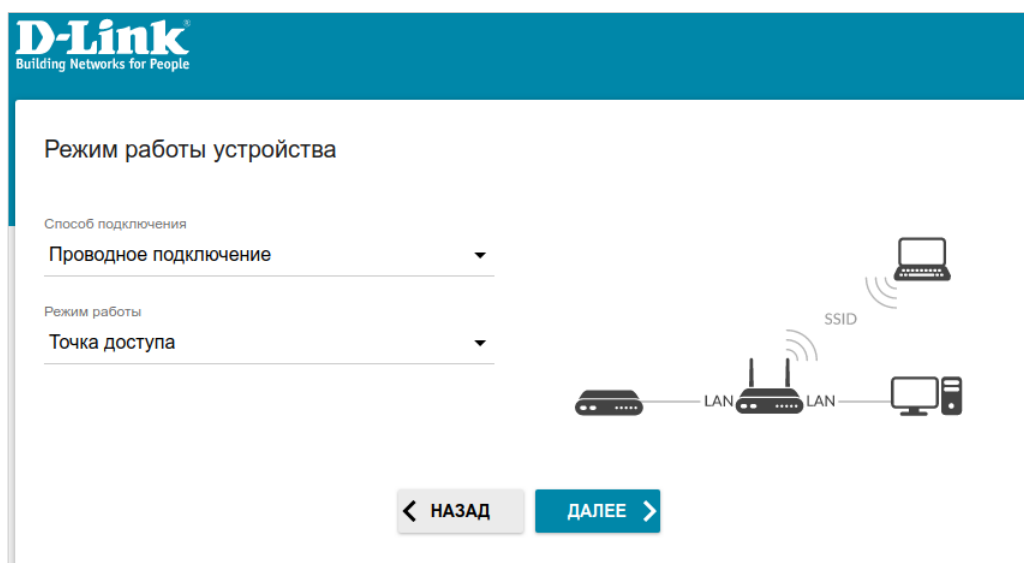 D-Link®
Building Networks for People
Режим работы устройства
Способ подключения
Проводное подключение
Режим работы
Точка доступа
SSID
LAN
LAN
НАЗАД
ДАЛЕЕ